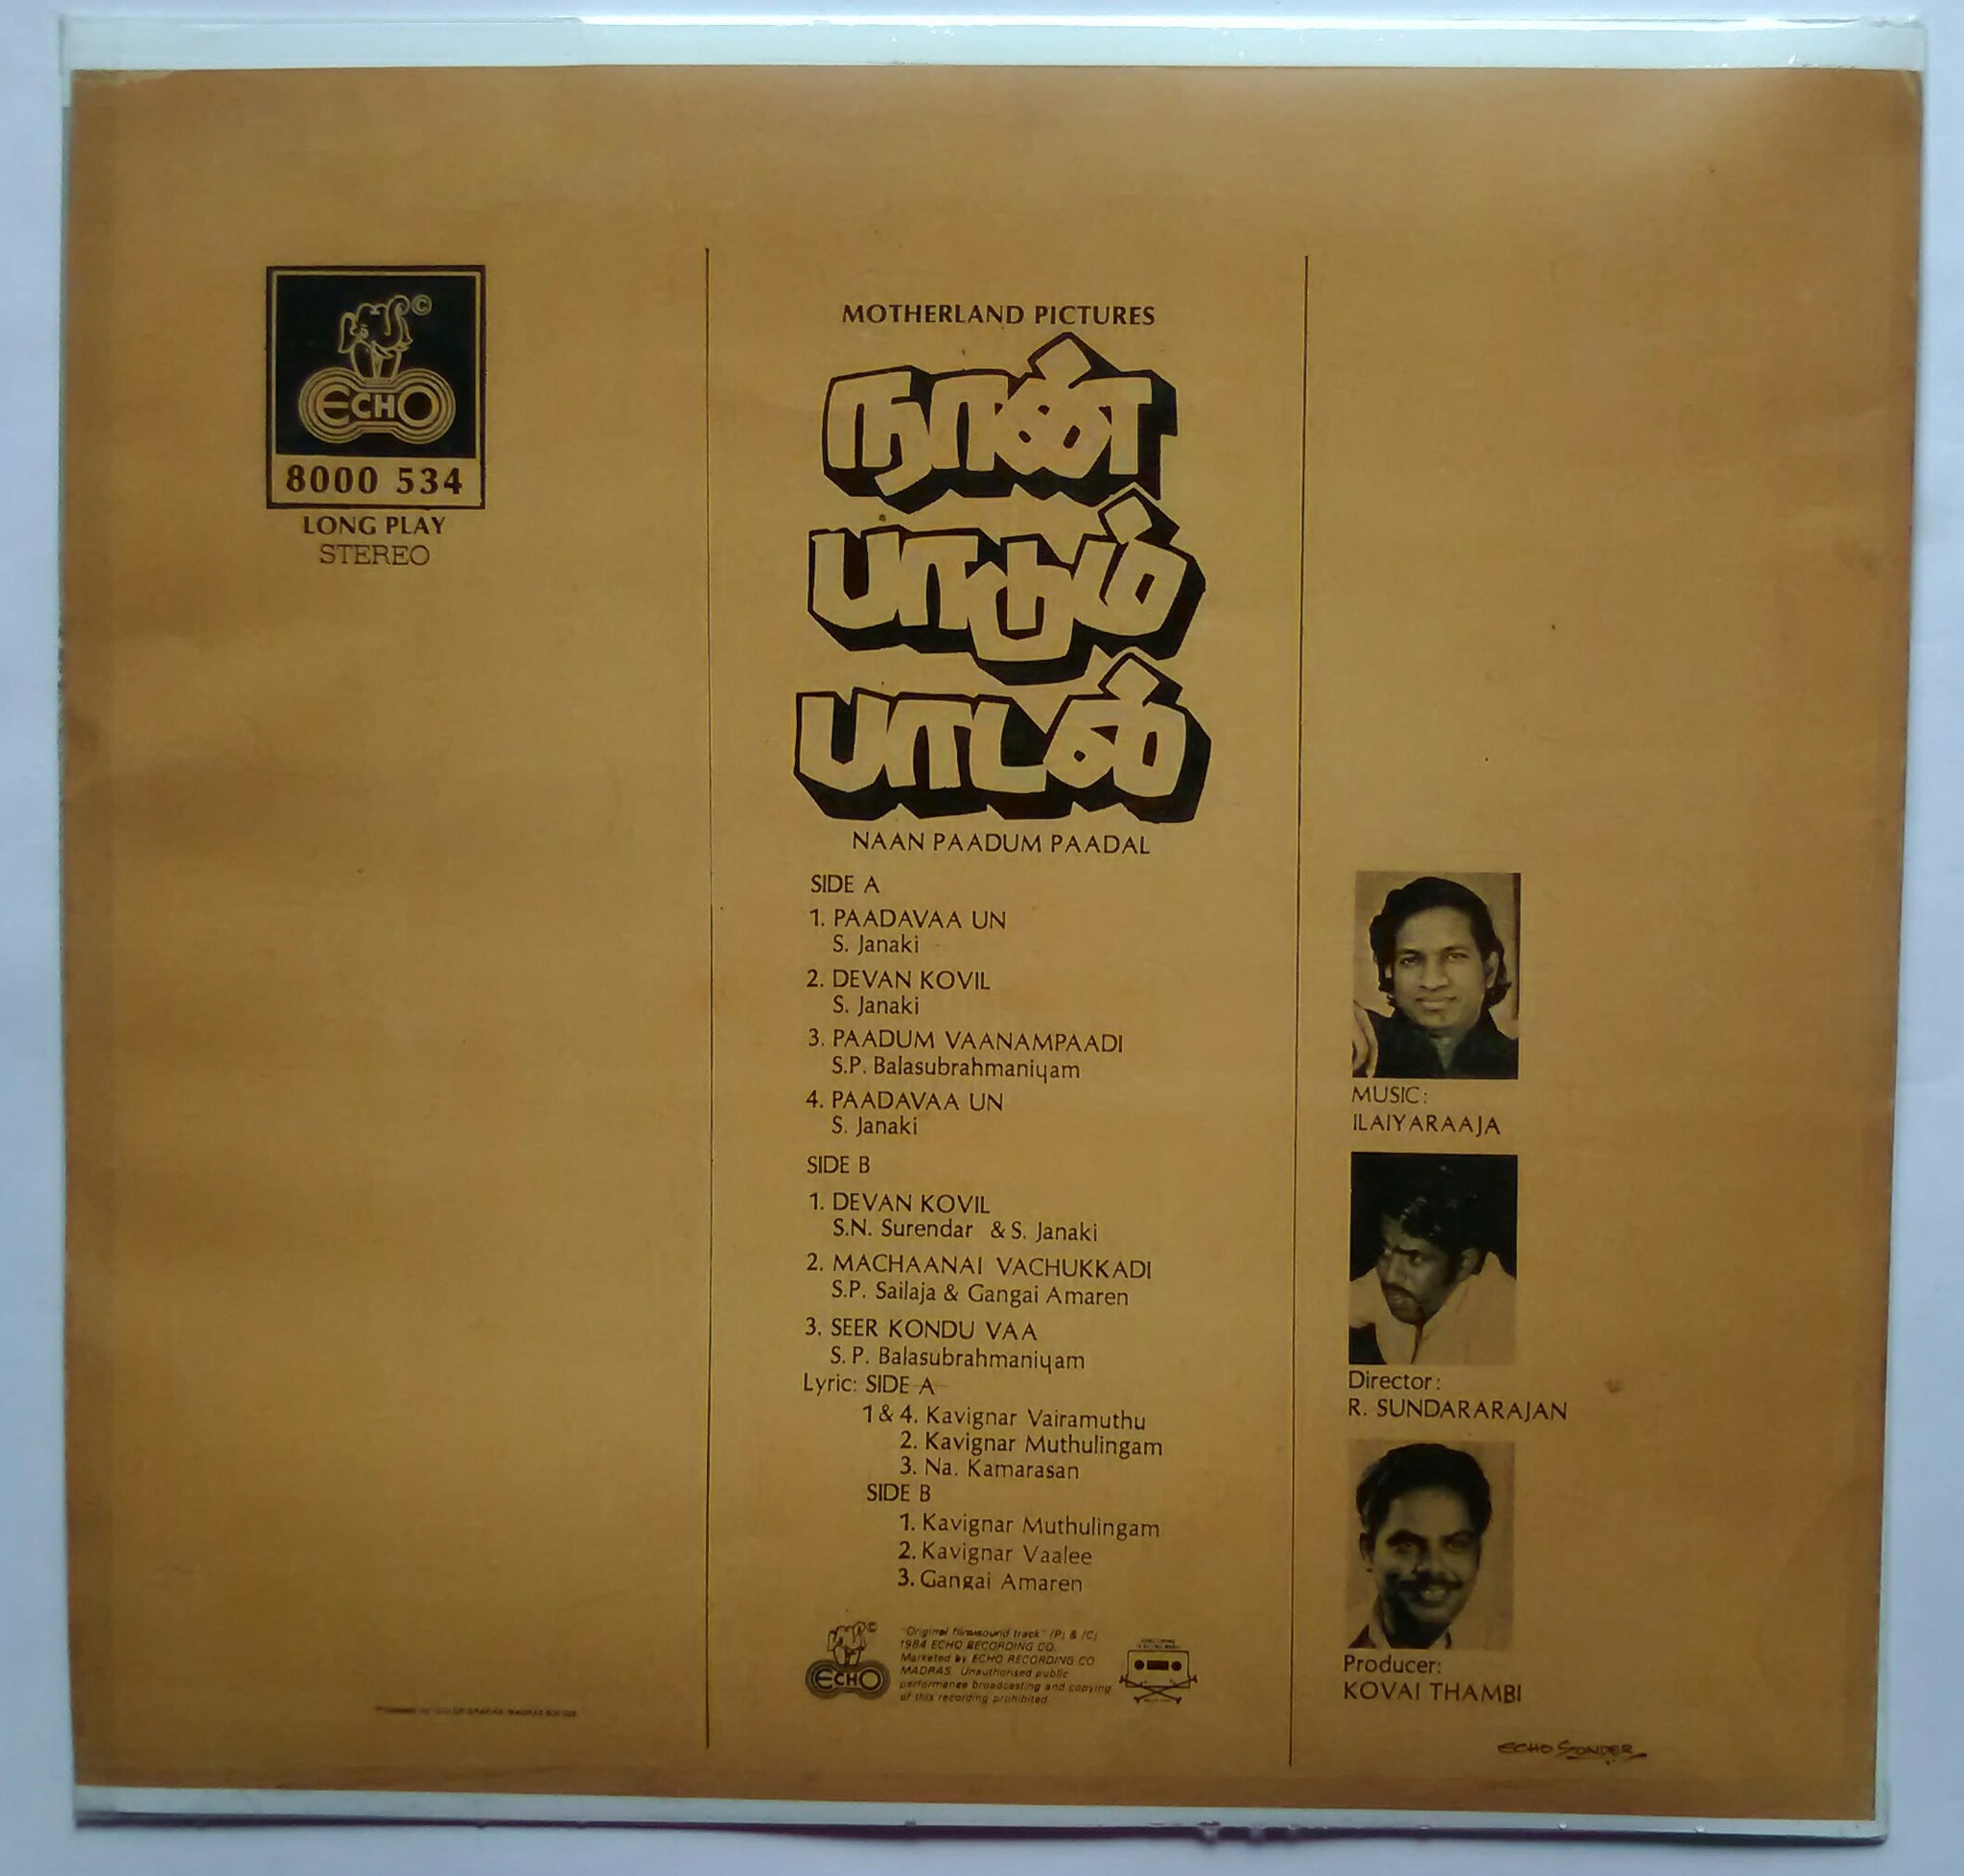 ©
ECHO
8000 534
LONG PLAY
STEREO
MOTHERLAND PICTURES
நான்
பாடும்
பாடல்
NAAN PAADUM PAADAL
SIDE A
1. PAADAVAA UN
S. Janaki
2. DEVAN KOVIL
S. Janaki
3. PAADUM VAANAMPAADI
S.P. Balasubrahmaniyam
4. PAADAVAA UN
S. Janaki
SIDE B
1. DEVAN KOVIL
S.N. Surendar & S. Janaki
2. MACHAANAI VACHUKKADI
S.P. Sailaja & Gangai Amaren
3. SEER KONDU VAA
S. P. Balasubrahmaniyam
Lyric: SIDE A
1 & 4. Kavignar Vairamuthu
2. Kavignar Muthulingam
3. Na. Kamarasan
SIDE B
1. Kavignar Muthulingam
2. Kavignar Vaalee
3. Gangai Amaren
©
ECHO
"Original film sound track" (P) & (C)
1984 ECHO RECORDING CO.
Marketed by ECHO RECORDING CO
MADRAS. Unauthorised public
performance broadcasting and copying
of this recording prohibited
MUSIC:
ILAIYARAAJA
Director:
R. SUNDARARAJAN
Producer:
KOVAI THAMBI
ECHO SONDER